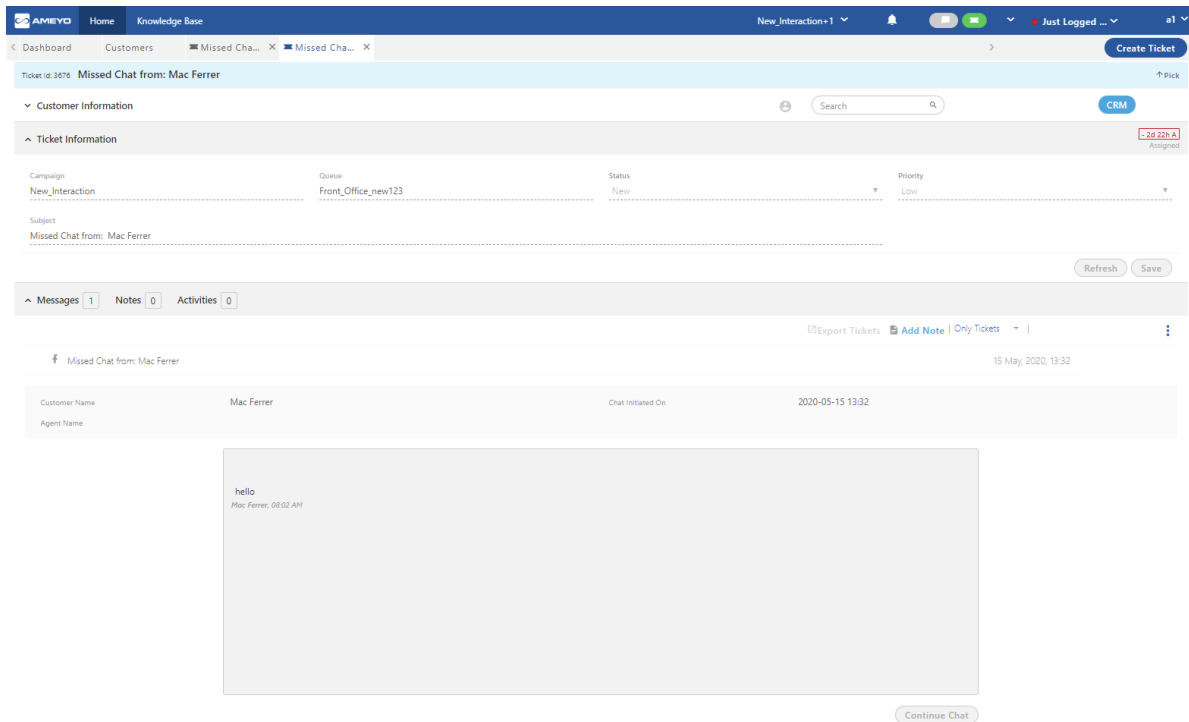 AMEYO Home Knowledge Base New_Interaction+1 Just Logged ... a1
Dashboard Customers Missed Cha... X Missed Cha... X Create Ticket
Ticket Id: 3676 Missed Chat from: Mac Ferrer Pick
Customer Information Search CRM
Ticket Information - 2d 22h A
Assigned
Campaign Queue Status Priority
New_Interaction Front_Office_new123 New Low
Subject
Missed Chat from: Mac Ferrer
Refresh Save
Messages 1 Notes 0 Activities 0
Export Tickets Add Note | Only Tickets |
Missed Chat from: Mac Ferrer 15 May, 2020, 13:32
Customer Name Mac Ferrer Chat Initiated On 2020-05-15 13:32
Agent Name
hello
Mac Ferrer, 08:02 AM
Continue Chat